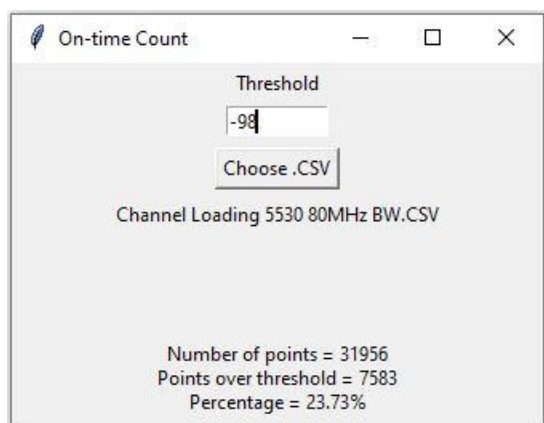 On-time Count
Threshold
-98
Choose .CSV
Channel Loading 5530 80MHz BW.CSV
Number of points = 31956
Points over threshold = 7583
Percentage = 23.73%